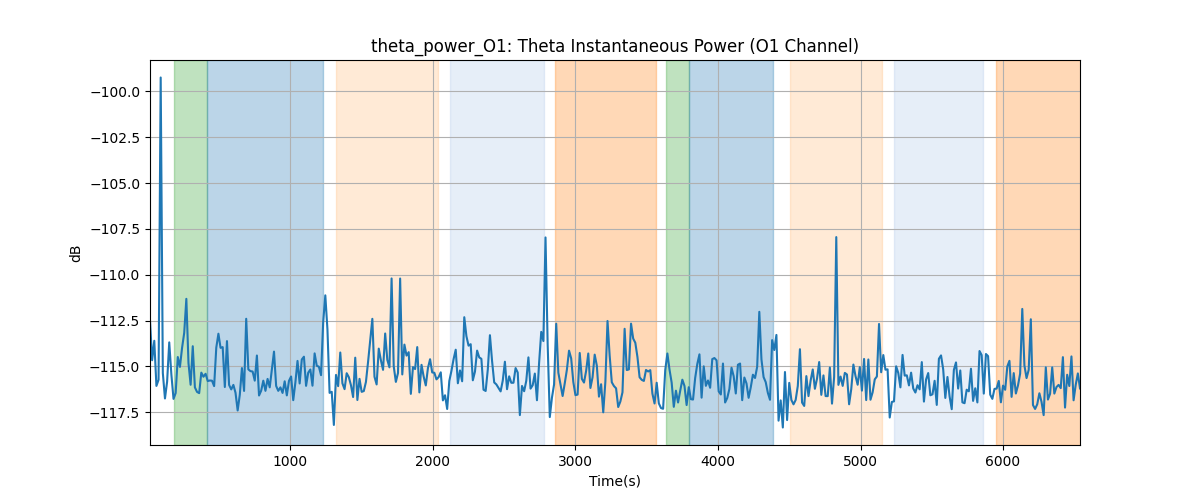 theta_power_O1: Theta Instantaneous Power (O1 Channel)
−100.0
−102.5
−105.0
−107.5
−110.0
−112.5
−115.0
−117.5
dB
1000 2000 3000 4000 5000 6000
Time(s)